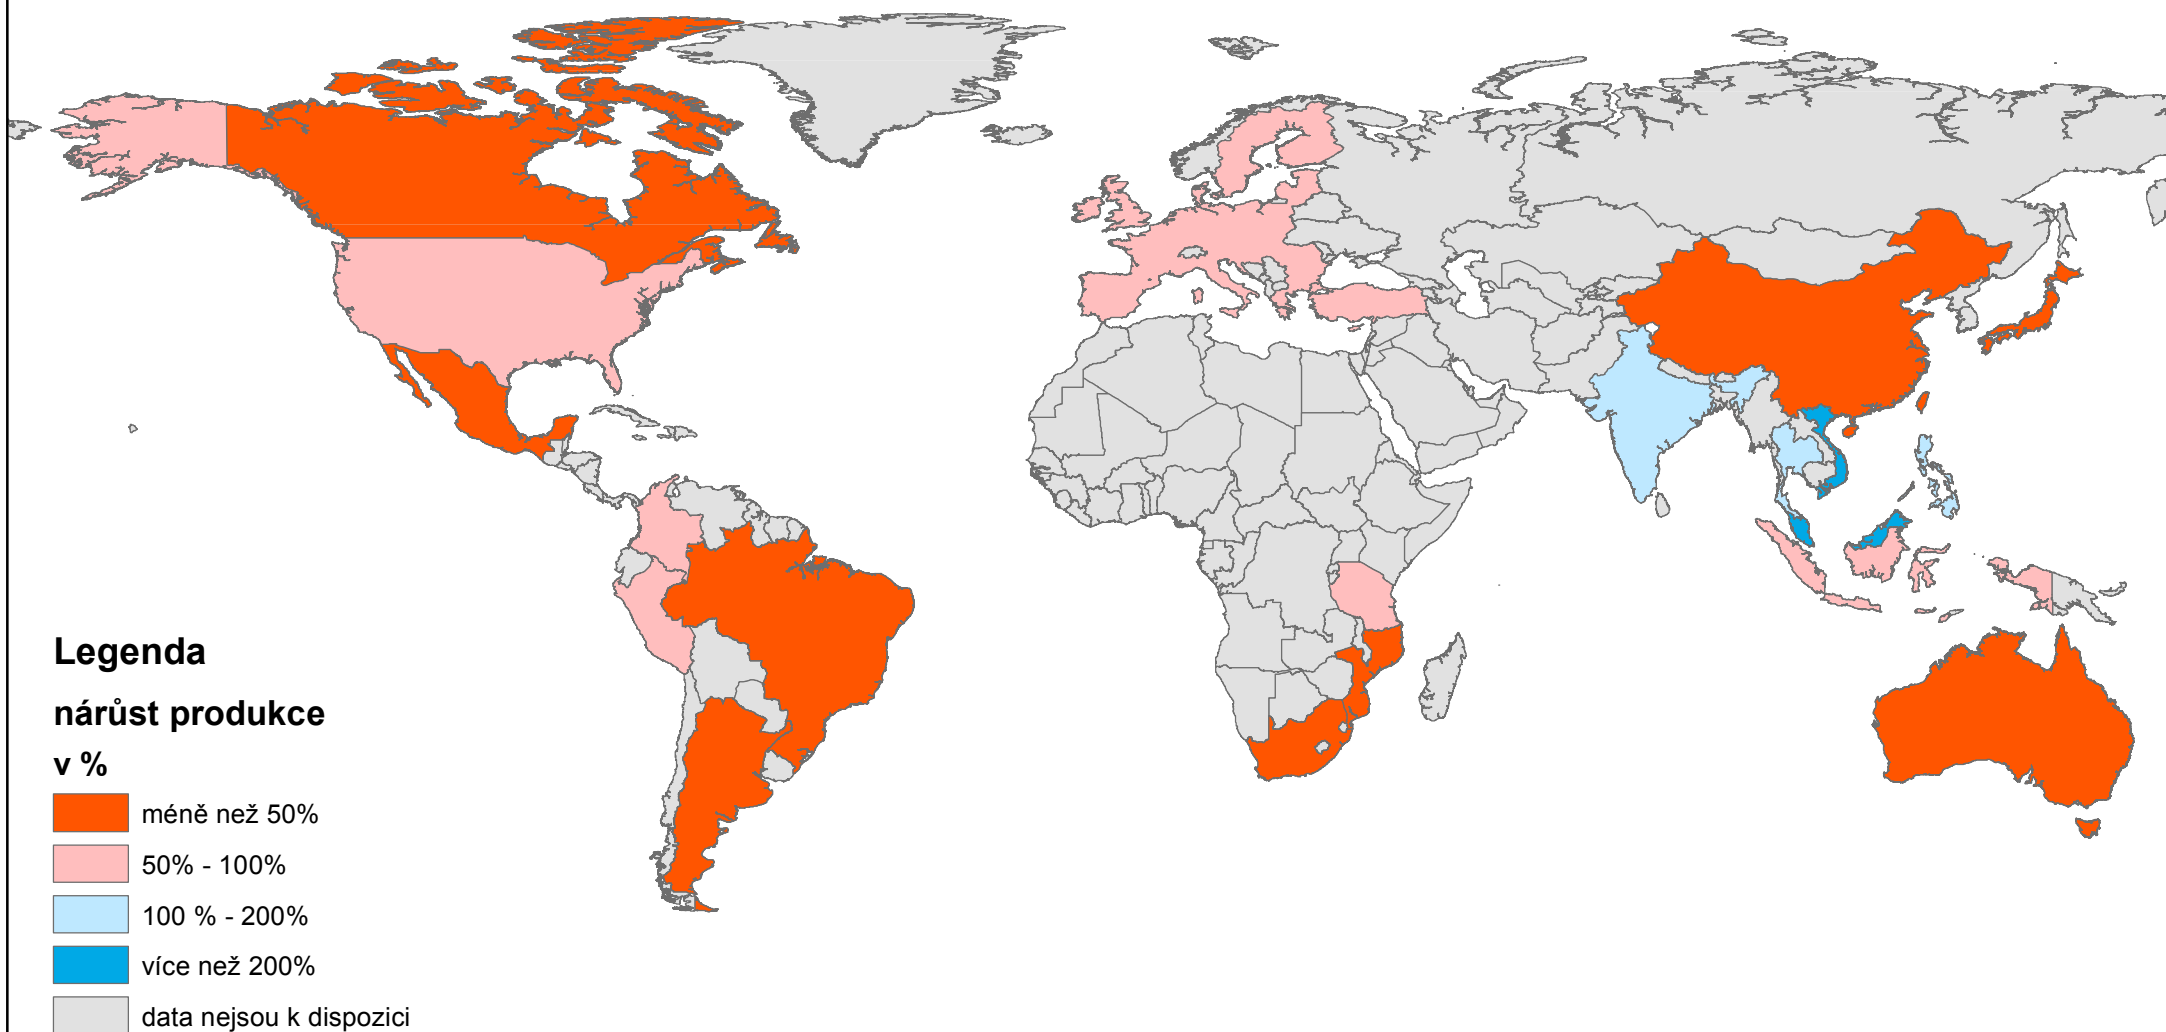 Legenda
nárůst produkce
v %
méně než 50%
50% - 100%
100 % - 200%
více než 200%
data nejsou k dispozici